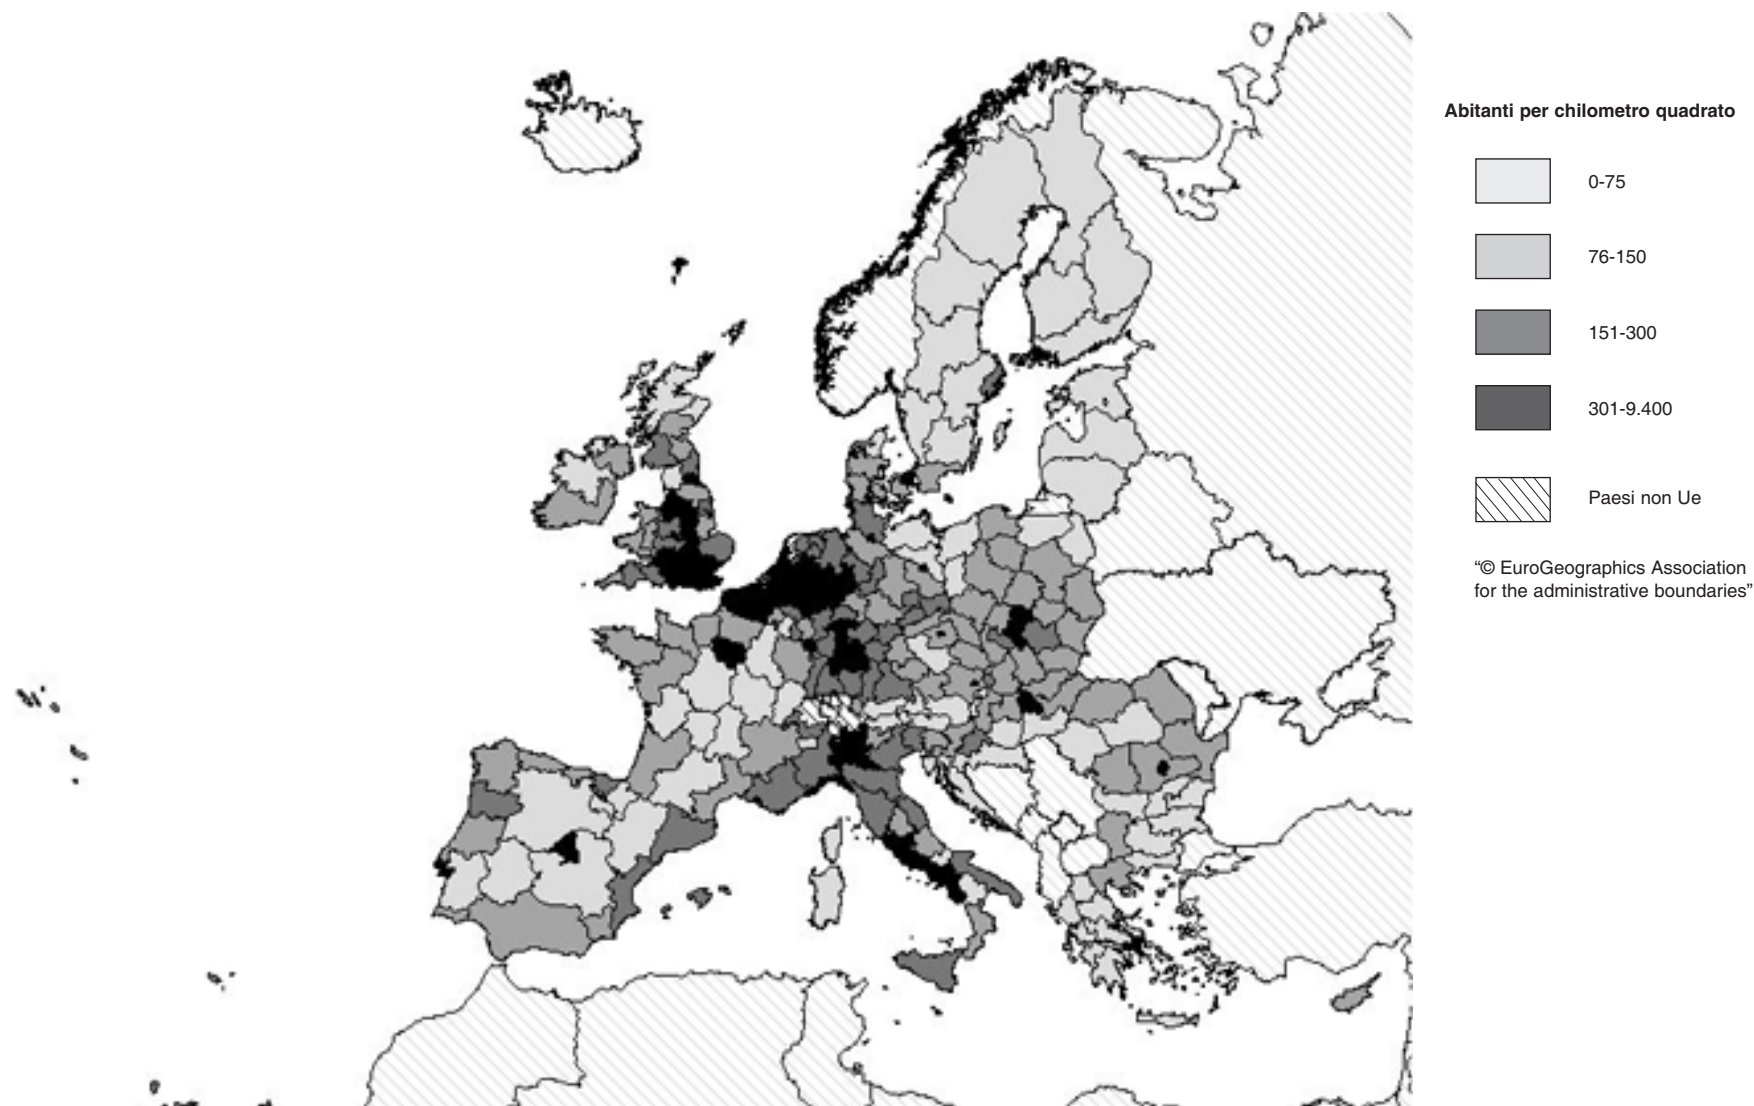 Abitanti per chilometro quadrato
0-75
76-150
151-300
301-9.400
Paesi non Ue
“© EuroGeographics Association
for the administrative boundaries”